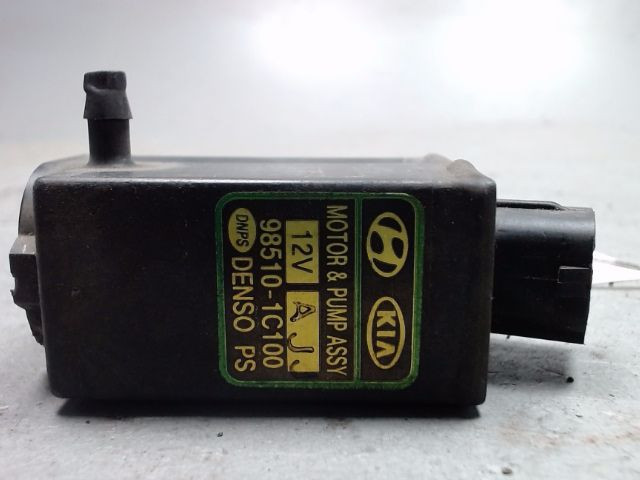 KIA
MOTOR & PUMP ASSY
12V A J
98510-1C100
DNPS DENSO PS